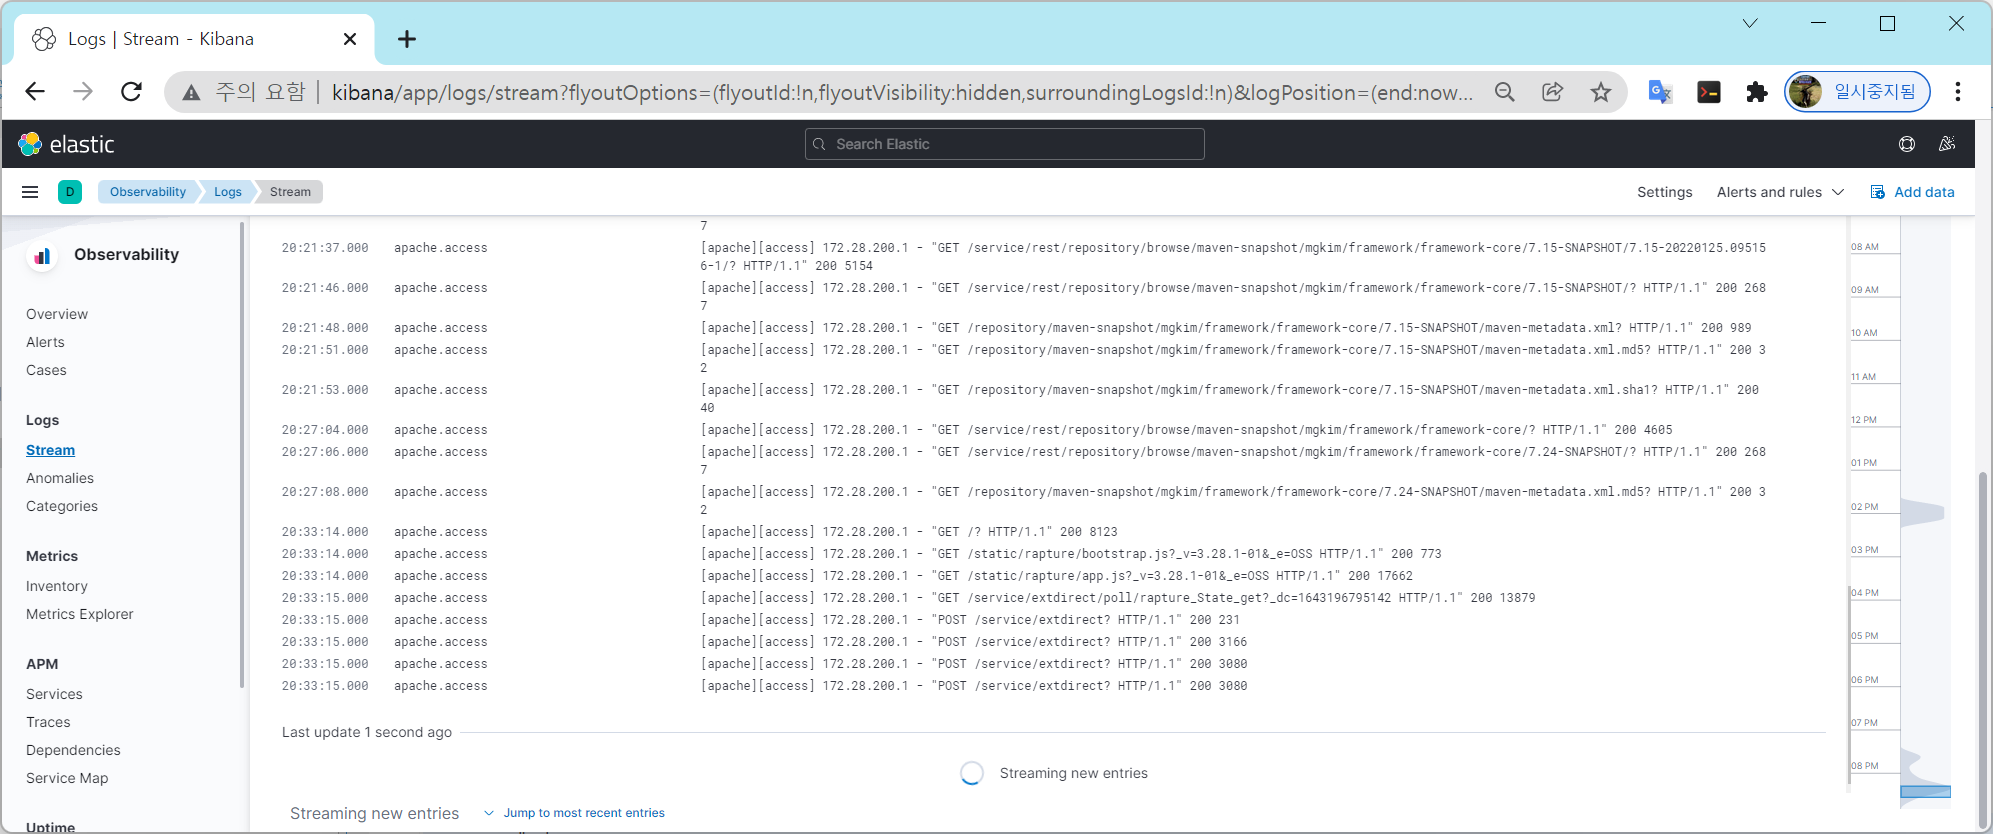 Logs | Stream - Kibana
주의 요함 | kibana/app/logs/stream?flyoutOptions=(flyoutId:!n,flyoutVisibility:hidden,surroundingLogsId:!n)&logPosition=(end:now...
일시중지됨
elastic
Search Elastic
D
Observability
Logs
Stream
Settings
Alerts and rules
Add data
Observability
Overview
Alerts
Cases
Logs
Stream
Anomalies
Categories
Metrics
Inventory
Metrics Explorer
APM
Services
Traces
Dependencies
Service Map
Uptime
7
20:21:37.000 apache.access [apache][access] 172.28.200.1 - "GET /service/rest/repository/browse/maven-snapshot/mgkim/framework/framework-core/7.15-SNAPSHOT/7.15-20220125.09515
6-1/? HTTP/1.1" 200 5154
20:21:46.000 apache.access [apache][access] 172.28.200.1 - "GET /service/rest/repository/browse/maven-snapshot/mgkim/framework/framework-core/7.15-SNAPSHOT/? HTTP/1.1" 200 268
7
20:21:48.000 apache.access [apache][access] 172.28.200.1 - "GET /repository/maven-snapshot/mgkim/framework/framework-core/7.15-SNAPSHOT/maven-metadata.xml? HTTP/1.1" 200 989
20:21:51.000 apache.access [apache][access] 172.28.200.1 - "GET /repository/maven-snapshot/mgkim/framework/framework-core/7.15-SNAPSHOT/maven-metadata.xml.md5? HTTP/1.1" 200 3
2
20:21:53.000 apache.access [apache][access] 172.28.200.1 - "GET /repository/maven-snapshot/mgkim/framework/framework-core/7.15-SNAPSHOT/maven-metadata.xml.sha1? HTTP/1.1" 200
40
20:27:04.000 apache.access [apache][access] 172.28.200.1 - "GET /service/rest/repository/browse/maven-snapshot/mgkim/framework/framework-core/? HTTP/1.1" 200 4605
20:27:06.000 apache.access [apache][access] 172.28.200.1 - "GET /service/rest/repository/browse/maven-snapshot/mgkim/framework/framework-core/7.24-SNAPSHOT/? HTTP/1.1" 200 268
7
20:27:08.000 apache.access [apache][access] 172.28.200.1 - "GET /repository/maven-snapshot/mgkim/framework/framework-core/7.24-SNAPSHOT/maven-metadata.xml.md5? HTTP/1.1" 200 3
2
20:33:14.000 apache.access [apache][access] 172.28.200.1 - "GET /? HTTP/1.1" 200 8123
20:33:14.000 apache.access [apache][access] 172.28.200.1 - "GET /static/rapture/bootstrap.js?_v=3.28.1-01&_e=OSS HTTP/1.1" 200 773
20:33:14.000 apache.access [apache][access] 172.28.200.1 - "GET /static/rapture/app.js?_v=3.28.1-01&_e=OSS HTTP/1.1" 200 17662
20:33:15.000 apache.access [apache][access] 172.28.200.1 - "GET /service/extdirect/poll/rapture_State_get?_dc=1643196795142 HTTP/1.1" 200 13879
20:33:15.000 apache.access [apache][access] 172.28.200.1 - "POST /service/extdirect? HTTP/1.1" 200 231
20:33:15.000 apache.access [apache][access] 172.28.200.1 - "POST /service/extdirect? HTTP/1.1" 200 3166
20:33:15.000 apache.access [apache][access] 172.28.200.1 - "POST /service/extdirect? HTTP/1.1" 200 3080
20:33:15.000 apache.access [apache][access] 172.28.200.1 - "POST /service/extdirect? HTTP/1.1" 200 3080
Last update 1 second ago
Streaming new entries
Streaming new entries
Jump to most recent entries
08 AM
09 AM
10 AM
11 AM
12 PM
01 PM
02 PM
03 PM
04 PM
05 PM
06 PM
07 PM
08 PM